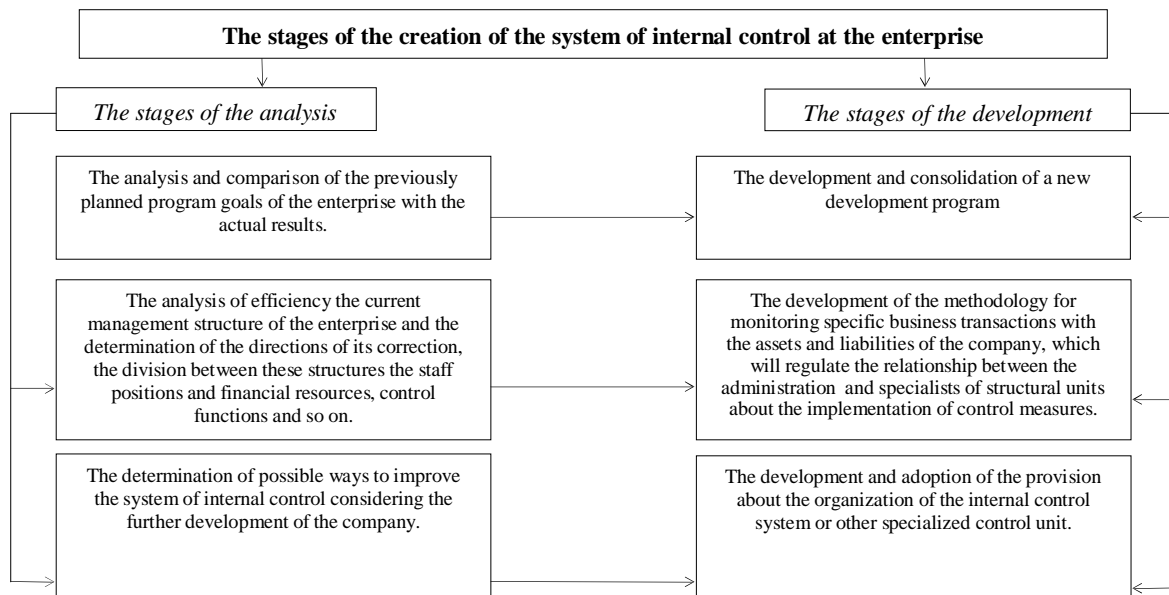 The stages of the creation of the system of internal control at the enterprise
The stages of the analysis
The stages of the development
The analysis and comparison of the previously
planned program goals of the enterprise with the
actual results.
The development and consolidation of a new
development program
The analysis of efficiency the current
management structure of the enterprise and the
determination of the directions of its correction,
the division between these structures the staff
positions and financial resources, control
functions and so on.
The development of the methodology for
monitoring specific business transactions with
the assets and liabilities of the company, which
will regulate the relationship between the
administration and specialists of structural units
about the implementation of control measures.
The determination of possible ways to improve
the system of internal control considering the
further development of the company.
The development and adoption of the provision
about the organization of the internal control
system or other specialized control unit.